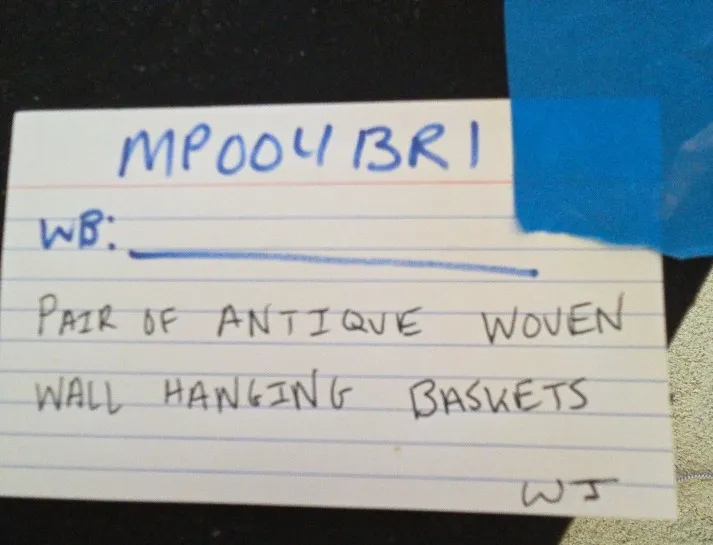 MP004BR1
WB:
PAIR OF ANTIQUE WOVEN
WALL HANGING BASKETS
WJ